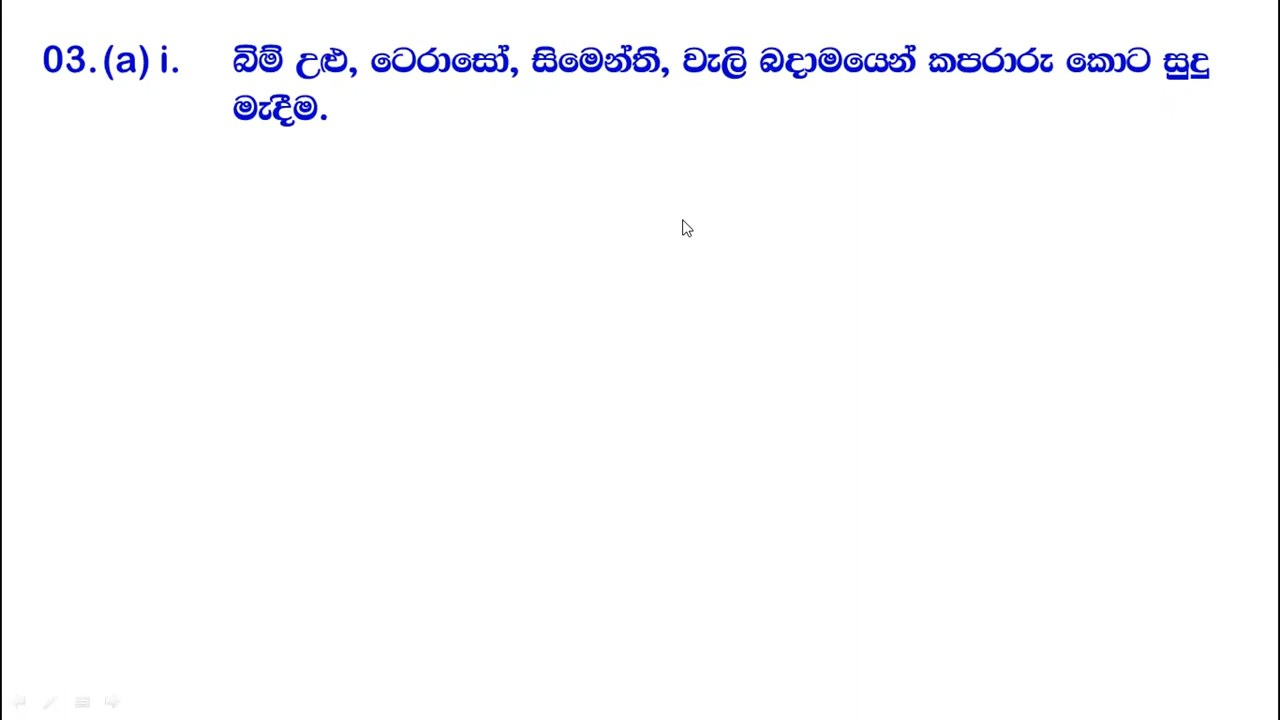 03. (a) i. බිම් උළු, ටෙරාසෝ, සිමෙන්ති, වැලි බදාමයෙන් කපරාරු කොට සුදු
මැදීම.